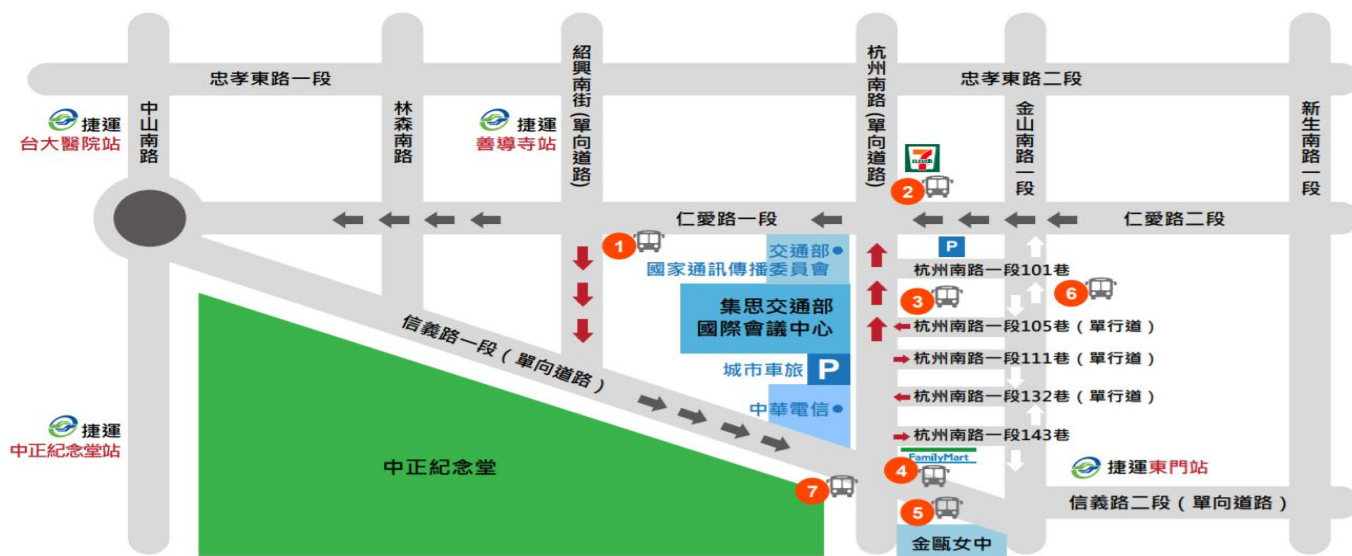 忠孝東路一段
忠孝東路二段
中山南路
林森南路
紹興南街(單向道路)
杭州南路(單向道路)
金山南路一段
新生南路一段
捷運
台大醫院站
捷運
善導寺站
7
ELEVEN
2
仁愛路一段
仁愛路二段
1
交通部
國家通訊傳播委員會
P
杭州南路一段101巷
3
6
集思交通部
國際會議中心
杭州南路一段105巷(單行道)
信義路一段(單向道路)
城市車旅 P
杭州南路一段111巷(單行道)
中華電信
杭州南路一段132巷(單行道)
捷運
中正紀念堂站
中正紀念堂
杭州南路一段143巷
FamilyMart
4
捷運東門站
7
5
信義路二段(單向道路)
金甌女中